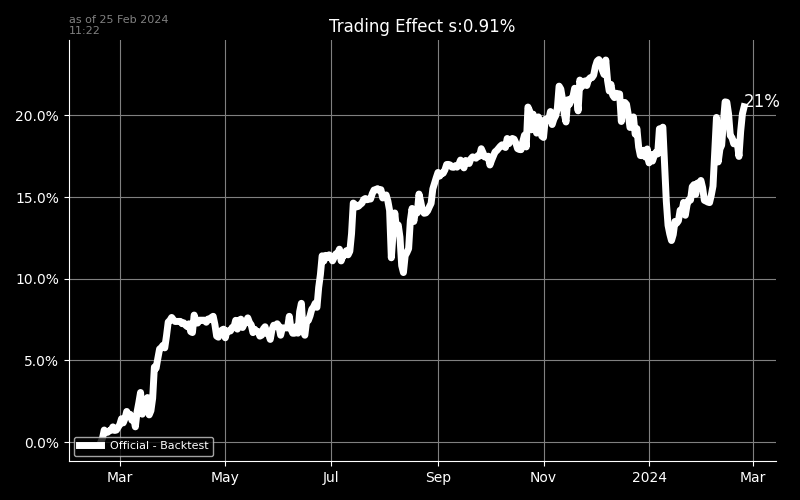 as of 25 Feb 2024
11:22
Trading Effect s:0.91%
20.0%
15.0%
10.0%
5.0%
0.0%
21%
Official - Backtest
Mar May Jul Sep Nov 2024 Mar